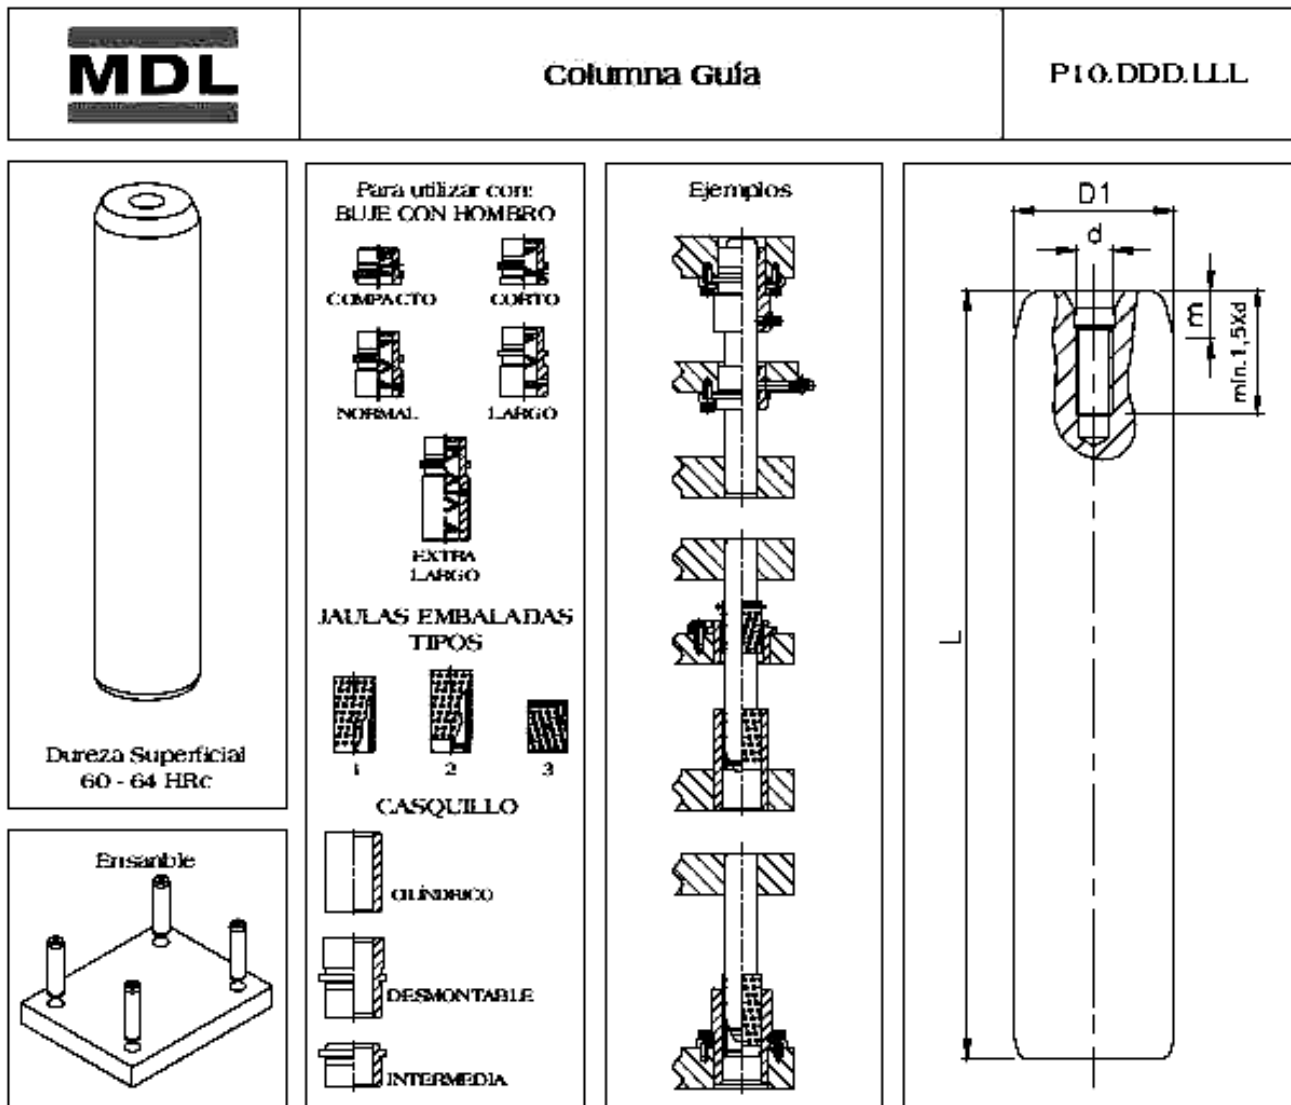 MDL
Columna Guía
P10.DDD.LLL
Dureza Superficial
60 - 64 HRc
Ensanble
Para utilizar con:
BUJE CON HOMBRO
COMPACTO
CORTO
NORMAL
LARGO
EXTRA
LARGO
JAULAS EMBALADAS
TIPOS
1
2
3
CASQUILLO
CILÍNDRICO
DESMONTABLE
INTERMEDIA
Ejemplos
D1
d
m
min.1,5Xd
L